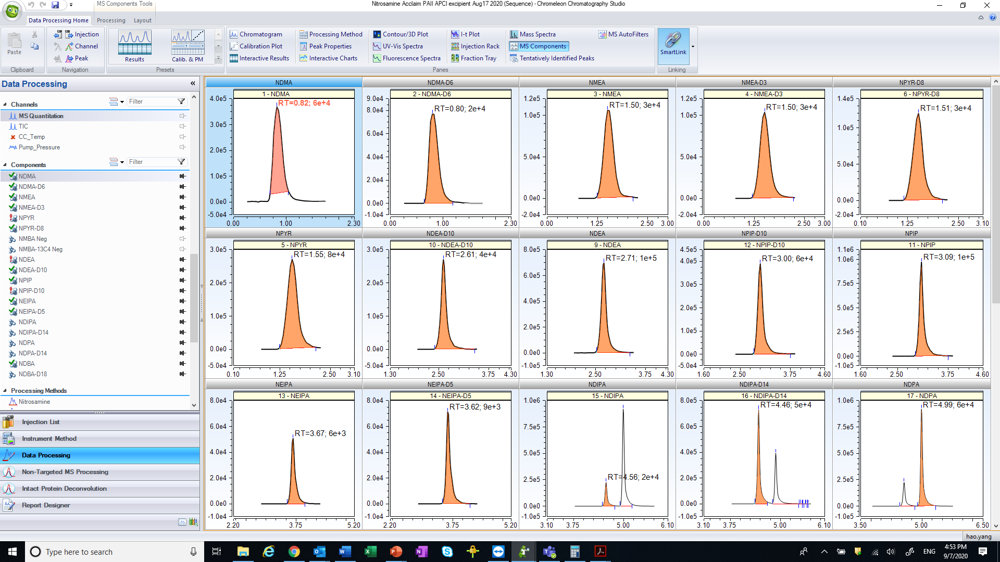 MS Components Tools
Nitrosamine Acclaim PAII APCI excipient Aug17 2020 (Sequence) - Chromeleon Chromatography Studio
Data Processing Home Processing Layout
Paste
Injection
Channel
Peak
Results
Calib. & PM
Chromatogram
Calibration Plot
Interactive Results
Processing Method
Peak Properties
Interactive Charts
Contour/3D Plot
UV-Vis Spectra
Fluorescence Spectra
I-t Plot
Injection Rack
Fraction Tray
Mass Spectra
MS Components
Tentatively Identified Peaks
MS AutoFilters
SmartLink
Clipboard Navigation Presets Panes Linking
Data Processing
Channels Filter
MS Quantitation
TIC
CC_Temp
Pump_Pressure
Components Filter
NDMA
NDMA-D6
NMEA
NMEA-D3
NPYR
NPYR-D8
NMBA Neg
NMBA-13C4 Neg
NDEA
NDEA-D10
NPIP
NPIP-D10
NEIPA
NEIPA-D5
NDIPA
NDIPA-D14
NDPA
NDPA-D14
NDBA
NDBA-D18
Processing Methods
Nitrosamine
Injection List
Instrument Method
Data Processing
Non-Targeted MS Processing
Intact Protein Deconvolution
Report Designer
NDMA
1 - NDMA
RT=0.82; 6e+4
4.0e5
3.0e5
2.0e5
1.0e5
0.0e0
-5.0e4
0.00 1.00 2.30
NDMA-D6
2 - NDMA-D6
RT=0.80; 2e+4
9.0e4
8.0e4
6.0e4
4.0e4
2.0e4
0.0e0
-1.0e4
0.00 1.00 2.30
NMEA
3 - NMEA
RT=1.50; 3e+4
1.2e5
1.0e5
5.0e4
0.0e0
-2.0e4
0.00 1.25 2.50 3.00
NMEA-D3
4 - NMEA-D3
RT=1.50; 3e+4
1.2e5
1.0e5
5.0e4
0.0e0
-2.0e4
0.00 1.25 2.50 3.00
NPYR-D8
6 - NPYR-D8
RT=1.51; 3e+4
1.4e5
1.0e5
5.0e4
0.0e0
-2.0e4
0.10 1.25 2.50 3.10
NPYR
5 - NPYR
RT=1.55; 8e+4
3.0e5
2.0e5
1.0e5
0.0e0
-5.0e4
0.10 1.25 2.50 3.10
NDEA-D10
10 - NDEA-D10
RT=2.61; 4e+4
3.0e5
2.0e5
1.0e5
0.0e0
-5.0e4
1.30 2.50 3.75 4.30
NDEA
9 - NDEA
RT=2.71; 1e+5
8.0e5
6.0e5
4.0e5
2.0e5
0.0e0
-1.0e5
1.30 2.50 3.75 4.30
NPIP-D10
12 - NPIP-D10
RT=3.00; 6e+4
4.5e5
4.0e5
3.0e5
2.0e5
1.0e5
0.0e0
-5.0e4
1.60 2.50 3.75 4.60
NPIP
11 - NPIP
RT=3.09; 1e+5
1.1e6
1.0e6
7.5e5
5.0e5
2.5e5
0.0e0
-1.0e5
1.60 2.50 3.75 4.60
NEIPA
13 - NEIPA
RT=3.67; 6e+3
8.0e4
6.0e4
4.0e4
2.0e4
0.0e0
-1.0e4
2.20 3.75 5.20
NEIPA-D5
14 - NEIPA-D5
RT=3.62; 9e+3
8.0e4
6.0e4
4.0e4
2.0e4
0.0e0
-1.0e4
2.20 3.75 5.20
NDIPA
15 - NDIPA
RT=4.56; 2e+4
1.0e6
7.5e5
5.0e5
2.5e5
0.0e0
-1.0e5
3.10 3.75 5.00 6.10
NDIPA-D14
16 - NDIPA-D14
RT=4.46; 5e+4
8.0e5
6.0e5
4.0e5
2.0e5
0.0e0
-1.0e5
3.10 3.75 5.00 6.10
NDPA
17 - NDPA
RT=4.99; 6e+4
1.0e6
7.5e5
5.0e5
2.5e5
0.0e0
-1.0e5
3.50 5.00 6.50
hao.yang
Type here to search
ENG
4:53 PM
9/7/2020